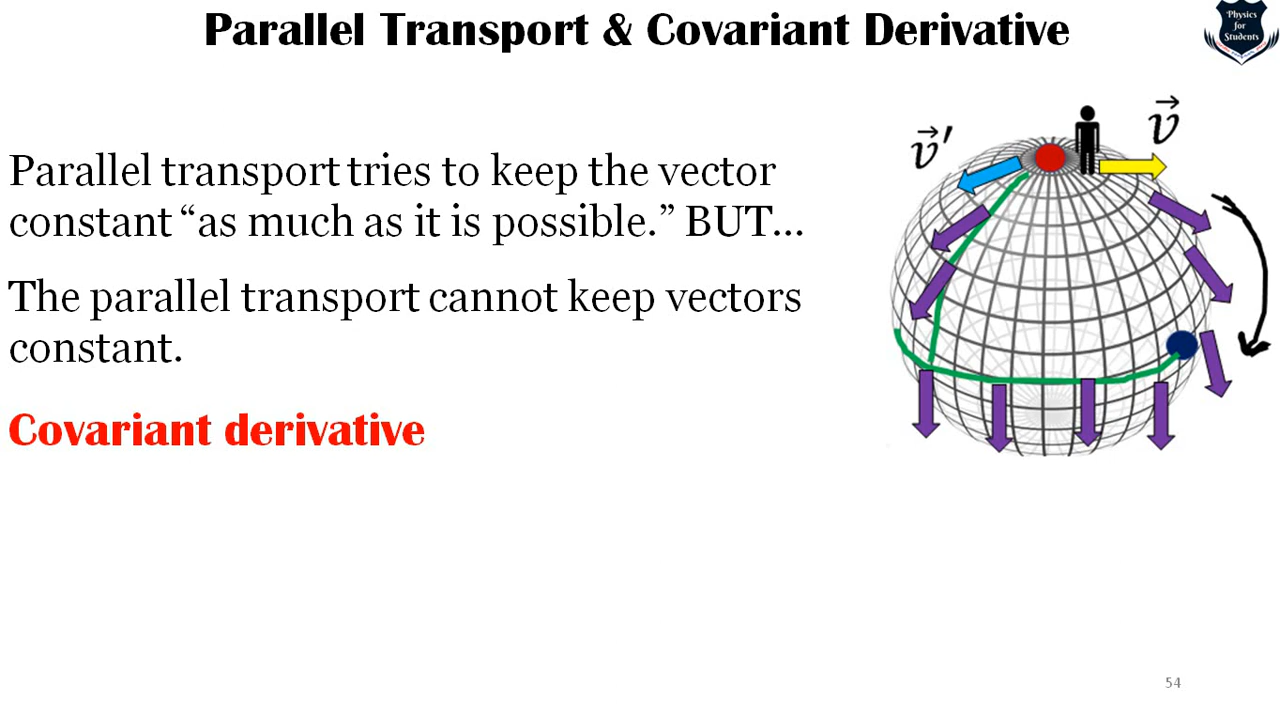 Parallel Transport & Covariant Derivative
Physics
for
Students
Parallel transport tries to keep the vector
constant “as much as it is possible.” BUT...
The parallel transport cannot keep vectors
constant.
Covariant derivative
v⃗′
v⃗
54